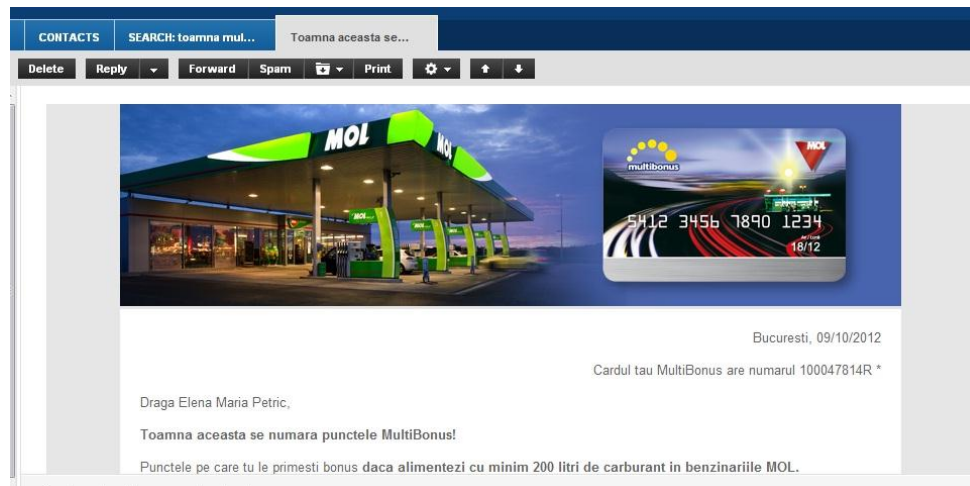 CONTACTS
SEARCH: toamna mul...
Toamna aceasta se...
Delete Reply Forward Spam Print
MOL
MOL
multibonus
MOL
MOL
5412 3456 7890 1234
18/12
Bucuresti, 09/10/2012
Cardul tau MultiBonus are numarul 100047814R *
Draga Elena Maria Petric,
Toamna aceasta se numara punctele MultiBonus!
Punctele pe care tu le primesti bonus daca alimentezi cu minim 200 litri de carburant in benzinariile MOL.